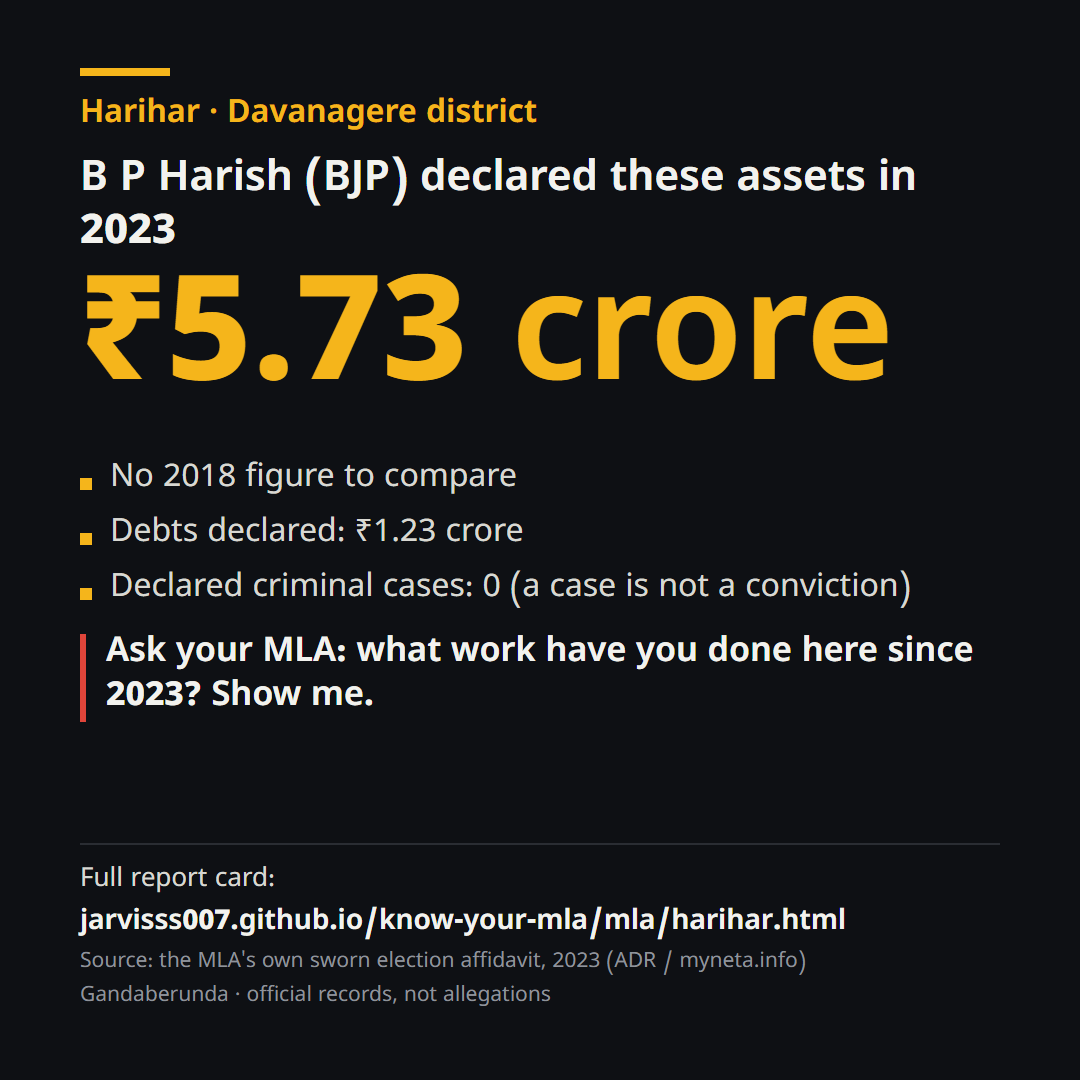 Harihar · Davanagere district
B P Harish (BJP) declared these assets in
2023
₹5.73 crore
No 2018 figure to compare
Debts declared: ₹1.23 crore
Declared criminal cases: 0 (a case is not a conviction)
Ask your MLA: what work have you done here since
2023? Show me.
Full report card:
jarvisss007.github.io/know-your-mla/mla/harihar.html
Source: the MLA's own sworn election affidavit, 2023 (ADR / myneta.info)
Gandaberunda · official records, not allegations